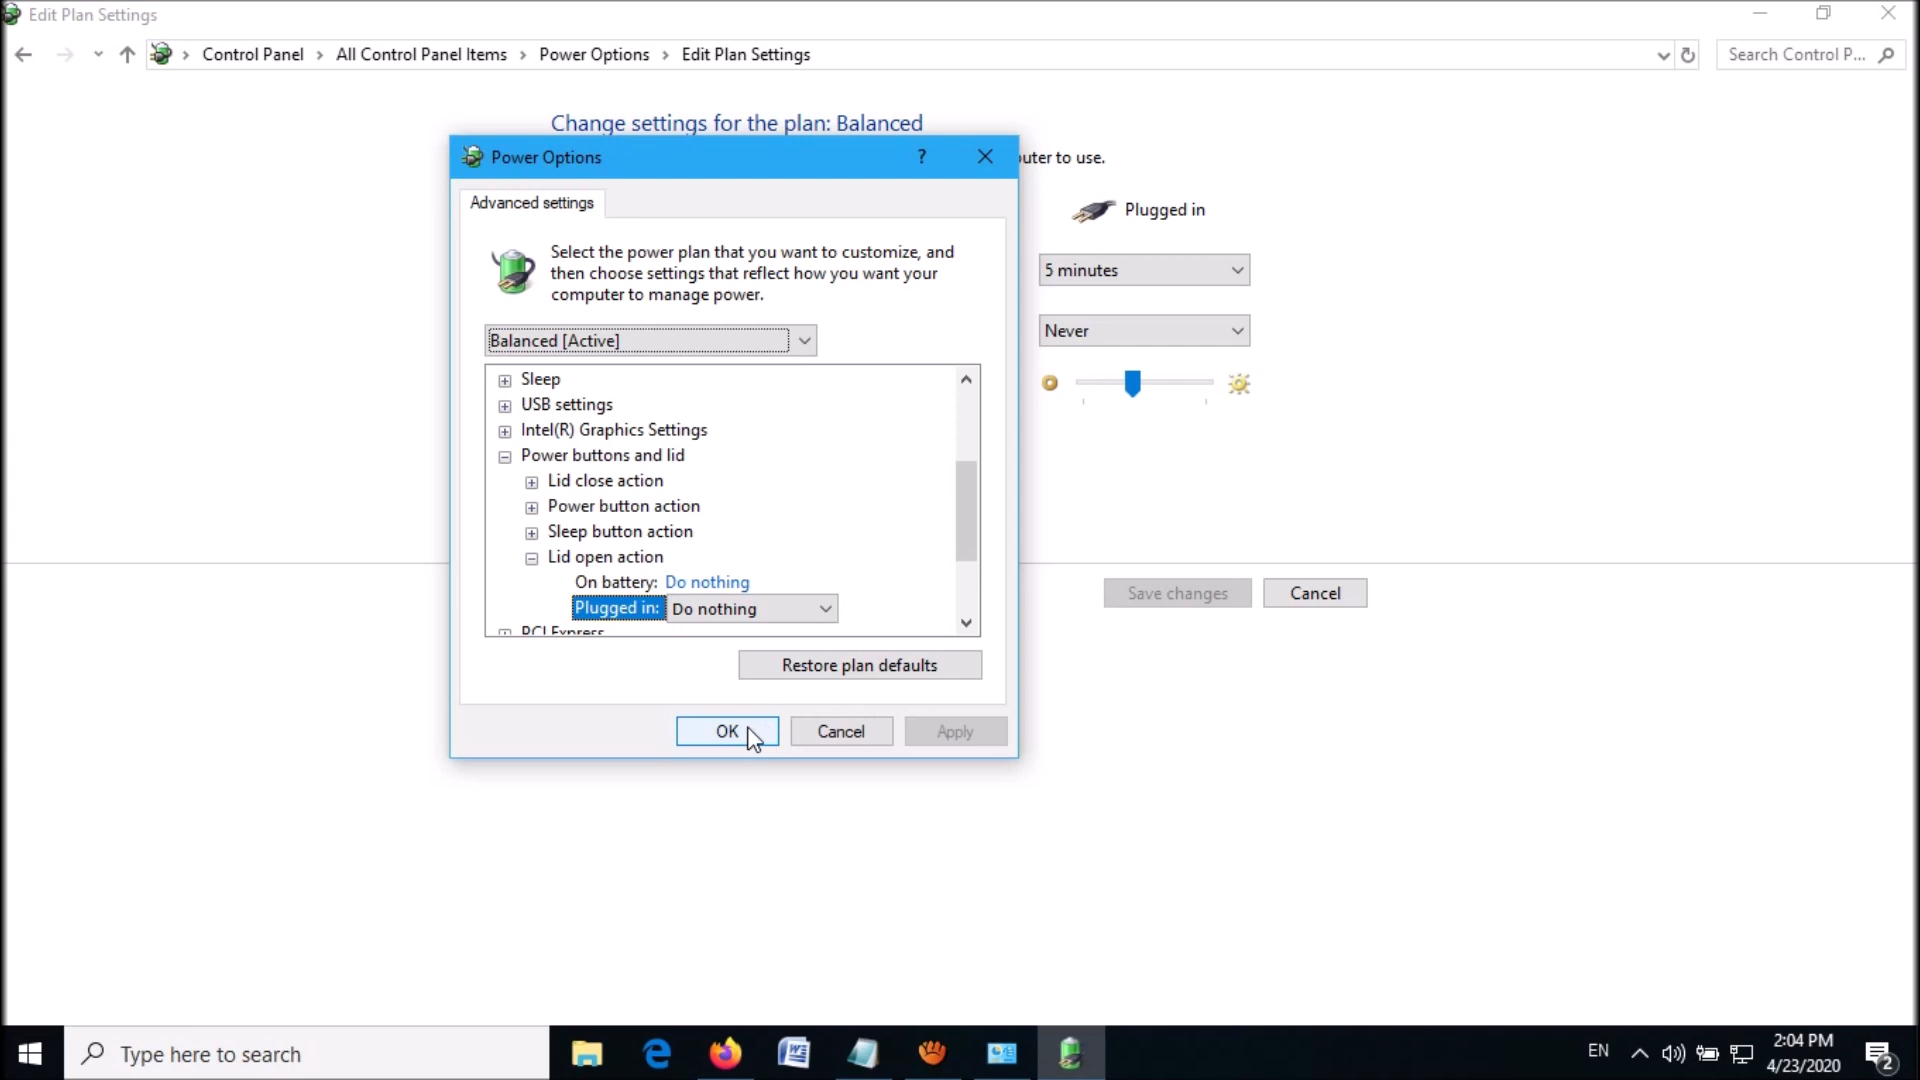 Edit Plan Settings
Control Panel > All Control Panel Items > Power Options > Edit Plan Settings
Search Control P...
Change settings for the plan: Balanced
Power Options
?
uter to use.
Advanced settings
Plugged in
Select the power plan that you want to customize, and
then choose settings that reflect how you want your
computer to manage power.
5 minutes
Balanced [Active]
Never
Sleep
USB settings
Intel(R) Graphics Settings
Power buttons and lid
Lid close action
Power button action
Sleep button action
Lid open action
On battery: Do nothing
Plugged in: Do nothing
PCI Express
Save changes
Cancel
Restore plan defaults
OK
Cancel
Apply
Type here to search
EN
2:04 PM
4/23/2020
2